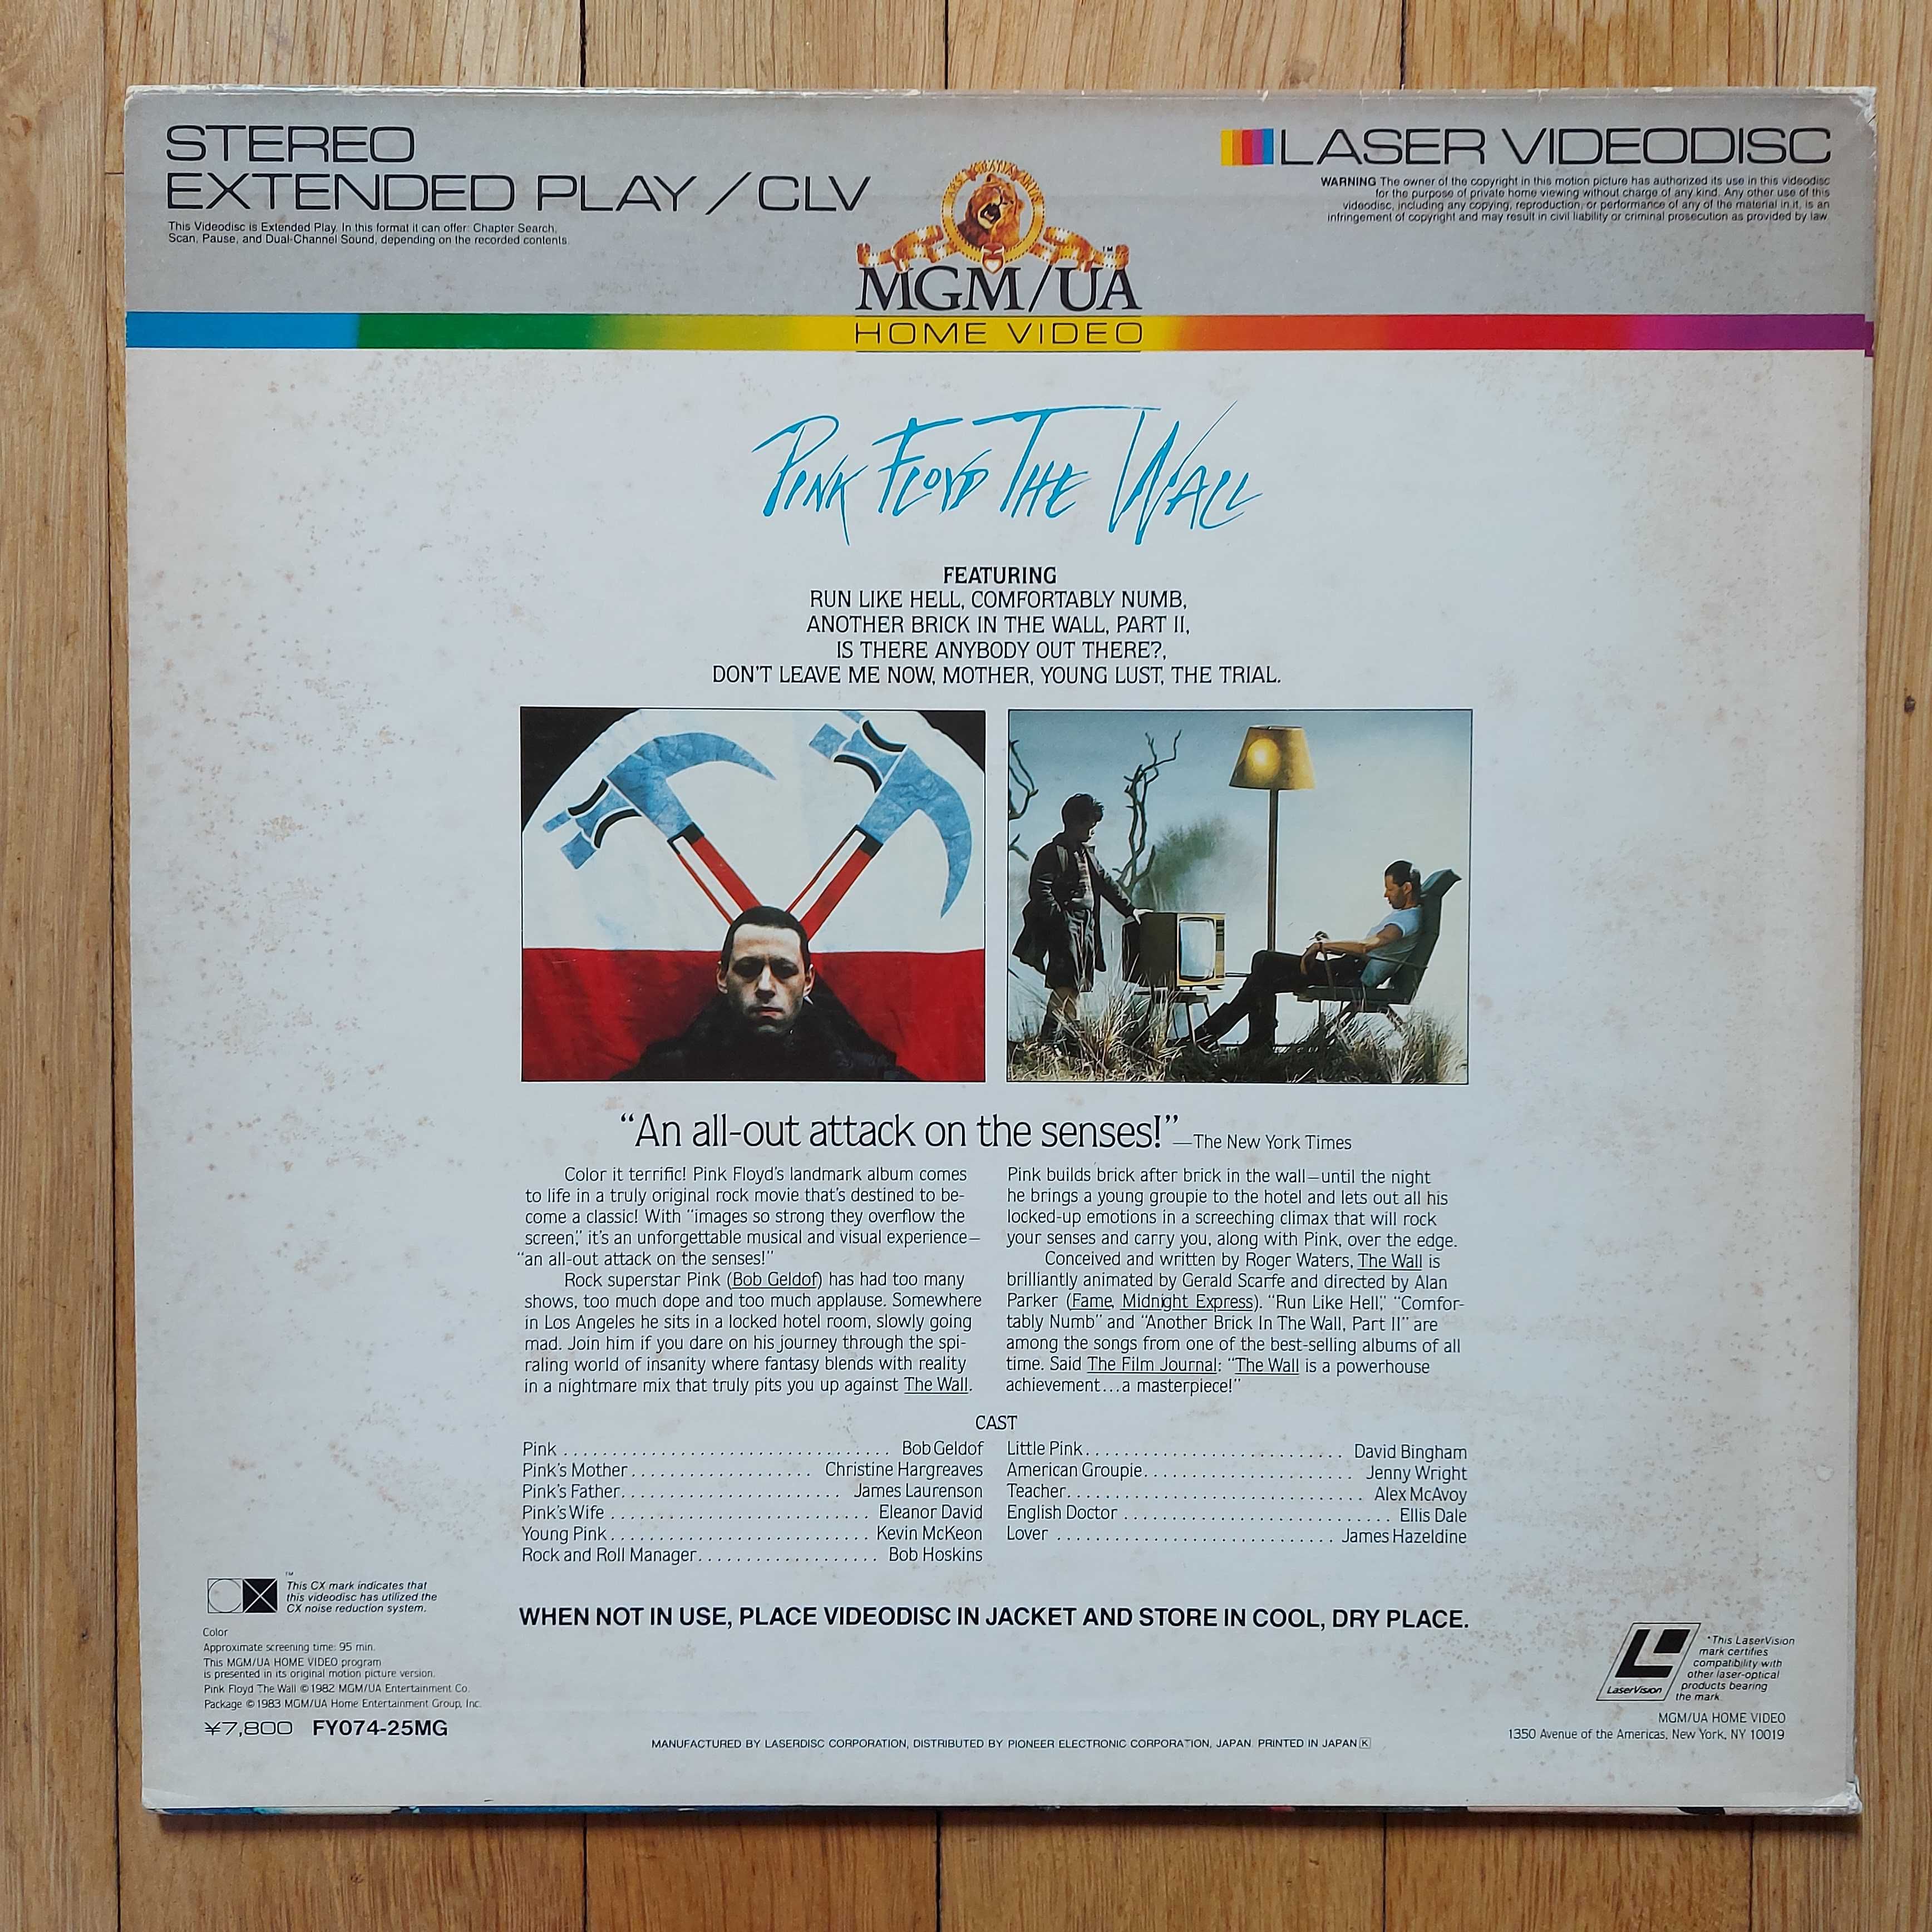 STEREO
EXTENDED PLAY / CLV
This Videodisc is Extended Play. In this format it can offer: Chapter Search,
Scan, Pause, and Dual-Channel Sound, depending on the recorded contents.
LASER VIDEODISC
WARNING The owner of the copyright in this motion picture has authorized its use in this videodisc
for the purpose of private home viewing without charge of any kind. Any other use of this
videodisc, including any copying, reproduction, or performance of any of the material in it, is an
infringement of copyright and may result in civil liability or criminal prosecution as provided by law.
TM
MGM/UA
HOME VIDEO
PINK FLOYD THE WALL
FEATURING
RUN LIKE HELL, COMFORTABLY NUMB,
ANOTHER BRICK IN THE WALL, PART II,
IS THERE ANYBODY OUT THERE?,
DON'T LEAVE ME NOW, MOTHER, YOUNG LUST, THE TRIAL.
“An all-out attack on the senses!” —The New York Times
Color it terrific! Pink Floyd's landmark album comes
to life in a truly original rock movie that's destined to be-
come a classic! With “images so strong they overflow the
screen,” it's an unforgettable musical and visual experience—
“an all-out attack on the senses!”
Rock superstar Pink (Bob Geldof) has had too many
shows, too much dope and too much applause. Somewhere
in Los Angeles he sits in a locked hotel room, slowly going
mad. Join him if you dare on his journey through the spi-
raling world of insanity where fantasy blends with reality
in a nightmare mix that truly pits you up against The Wall.
Pink builds brick after brick in the wall—until the night
he brings a young groupie to the hotel and lets out all his
locked-up emotions in a screeching climax that will rock
your senses and carry you, along with Pink, over the edge.
Conceived and written by Roger Waters, The Wall is
brilliantly animated by Gerald Scarfe and directed by Alan
Parker (Fame, Midnight Express). “Run Like Hell,” “Comfor-
tably Numb” and “Another Brick In The Wall, Part II” are
among the songs from one of the best-selling albums of all
time. Said The Film Journal: “The Wall is a powerhouse
achievement...a masterpiece!”
CAST
Pink . . . . . . . . . . Bob Geldof
Pink's Mother . . . . . . . . . . Christine Hargreaves
Pink's Father . . . . . . . . . . James Laurenson
Pink's Wife . . . . . . . . . . Eleanor David
Young Pink . . . . . . . . . . Kevin McKeon
Rock and Roll Manager . . . . . . . . . . Bob Hoskins
Little Pink . . . . . . . . . . David Bingham
American Groupie . . . . . . . . . . Jenny Wright
Teacher . . . . . . . . . . Alex McAvoy
English Doctor . . . . . . . . . . Ellis Dale
Lover . . . . . . . . . . James Hazeldine
TM
This CX mark indicates that
this videodisc has utilized the
CX noise reduction system.
WHEN NOT IN USE, PLACE VIDEODISC IN JACKET AND STORE IN COOL, DRY PLACE.
Color
Approximate screening time: 95 min.
This MGM/UA HOME VIDEO program
is presented in its original motion picture version.
Pink Floyd The Wall ©1982 MGM/UA Entertainment Co.
Package ©1983 MGM/UA Home Entertainment Group, Inc.
¥7,800 FY074-25MG
LaserVision
*This LaserVision
mark certifies
compatibility with
other laser-optical
products bearing
the mark.
MGM/UA HOME VIDEO
1350 Avenue of the Americas, New York, NY 10019
MANUFACTURED BY LASERDISC CORPORATION, DISTRIBUTED BY PIONEER ELECTRONIC CORPORATION, JAPAN. PRINTED IN JAPAN K